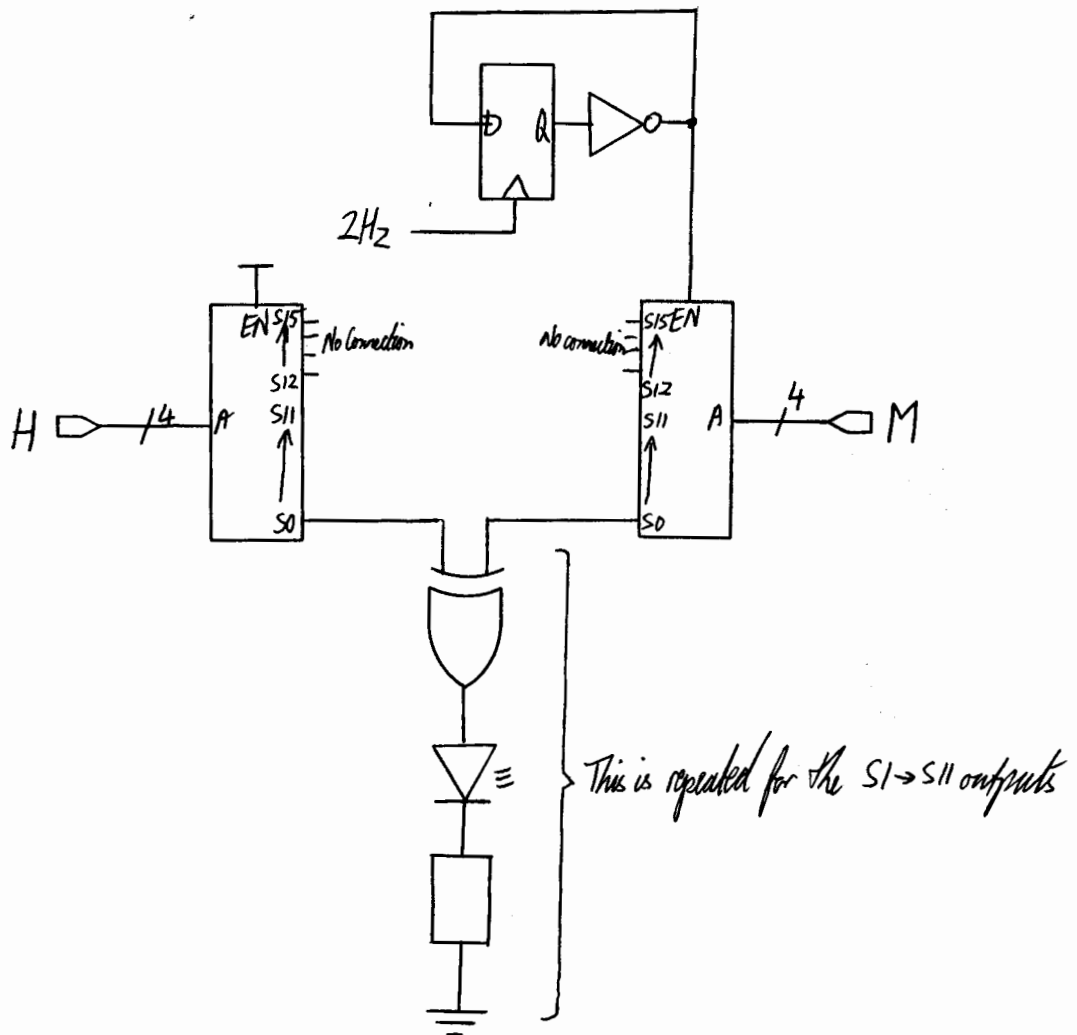 D Q
2Hz
EN S15
No Connection
S12
S11
A
S0
H
4
S15 EN
No connection
S12
S11
A
S0
4
M
This is repeated for the S1→S11 outputs